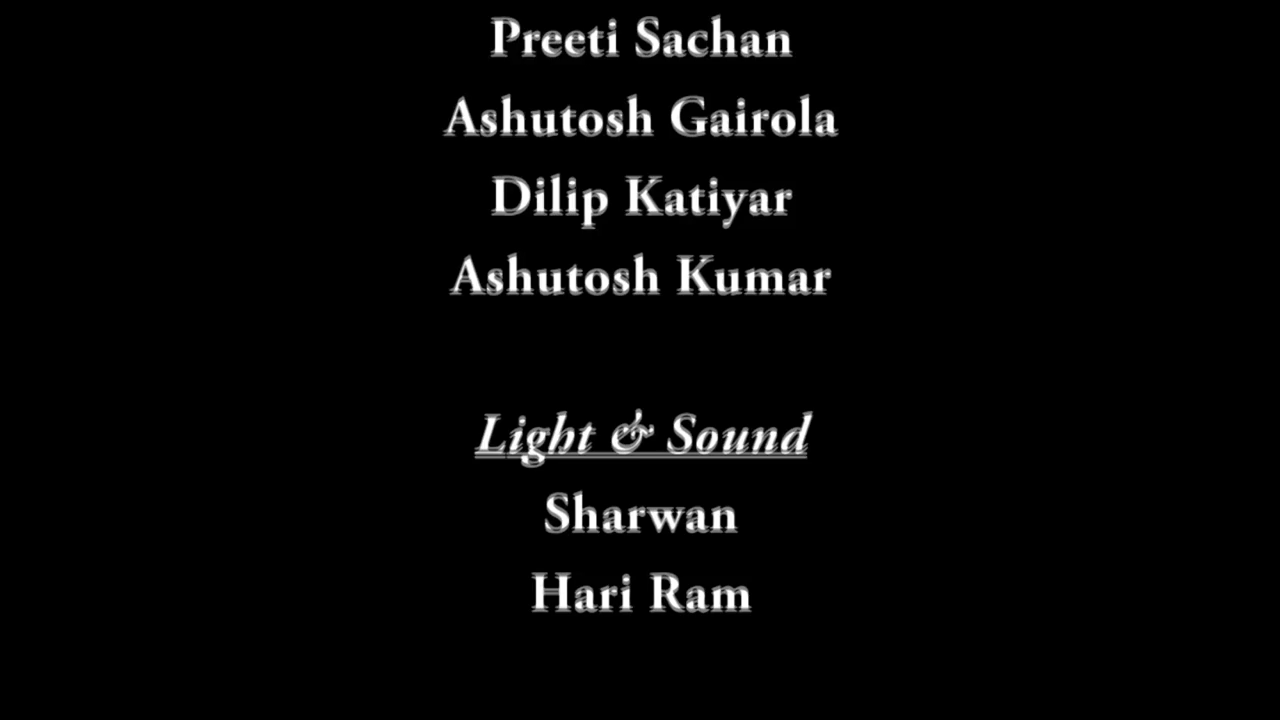 Preeti Sachan
Ashutosh Gairola
Dilip Katiyar
Ashutosh Kumar
Light & Sound
Sharwan
Hari Ram